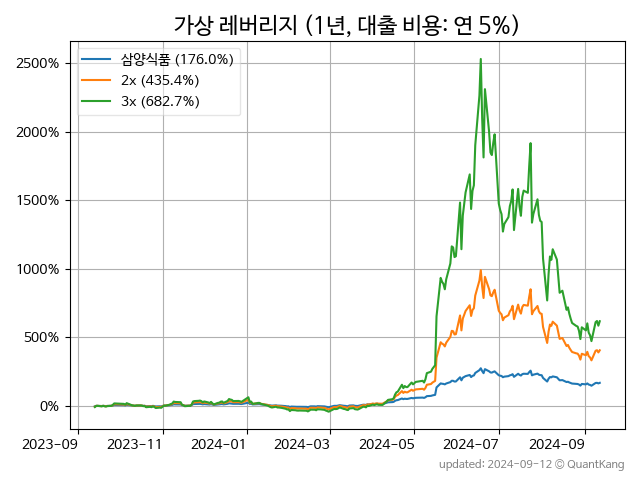 가상 레버리지 (1년, 대출 비용: 연 5%)
삼양식품 (176.0%)
2x (435.4%)
3x (682.7%)
2500%
2000%
1500%
1000%
500%
0%
2023-09 2023-11 2024-01 2024-03 2024-05 2024-07 2024-09
updated: 2024-09-12 © QuantKang